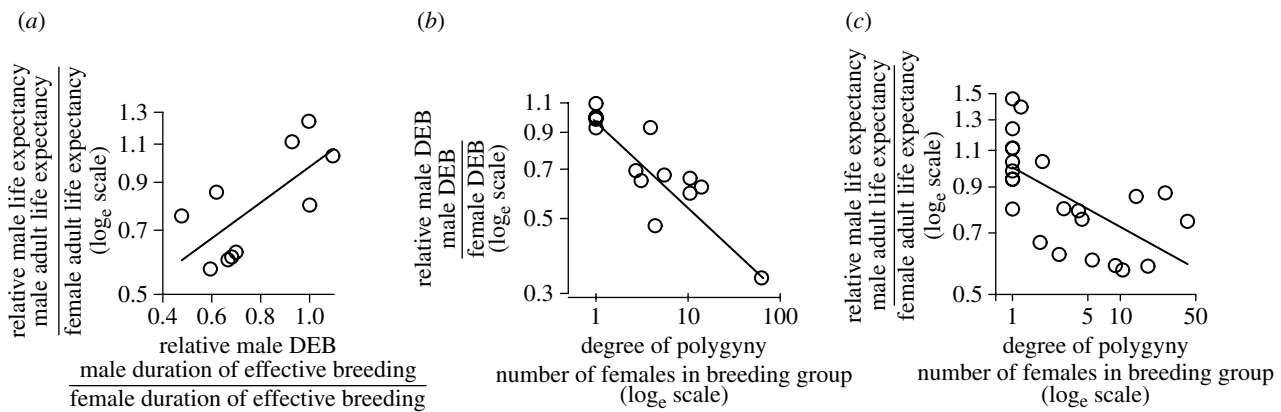 (a)
relative male life expectancy
male adult life expectancy
female adult life expectancy
(logₑ scale)
1.3
1.1
0.9
0.7
0.5
0.4 0.6 0.8 1.0
relative male DEB
male duration of effective breeding
female duration of effective breeding
(b)
relative male DEB
male DEB
female DEB
(logₑ scale)
1.1
0.9
0.7
0.5
0.3
1 10 100
degree of polygyny
number of females in breeding group
(logₑ scale)
(c)
relative male life expectancy
male adult life expectancy
female adult life expectancy
(logₑ scale)
1.5
1.3
1.1
0.9
0.7
0.5
1 5 10 50
degree of polygyny
number of females in breeding group
(logₑ scale)